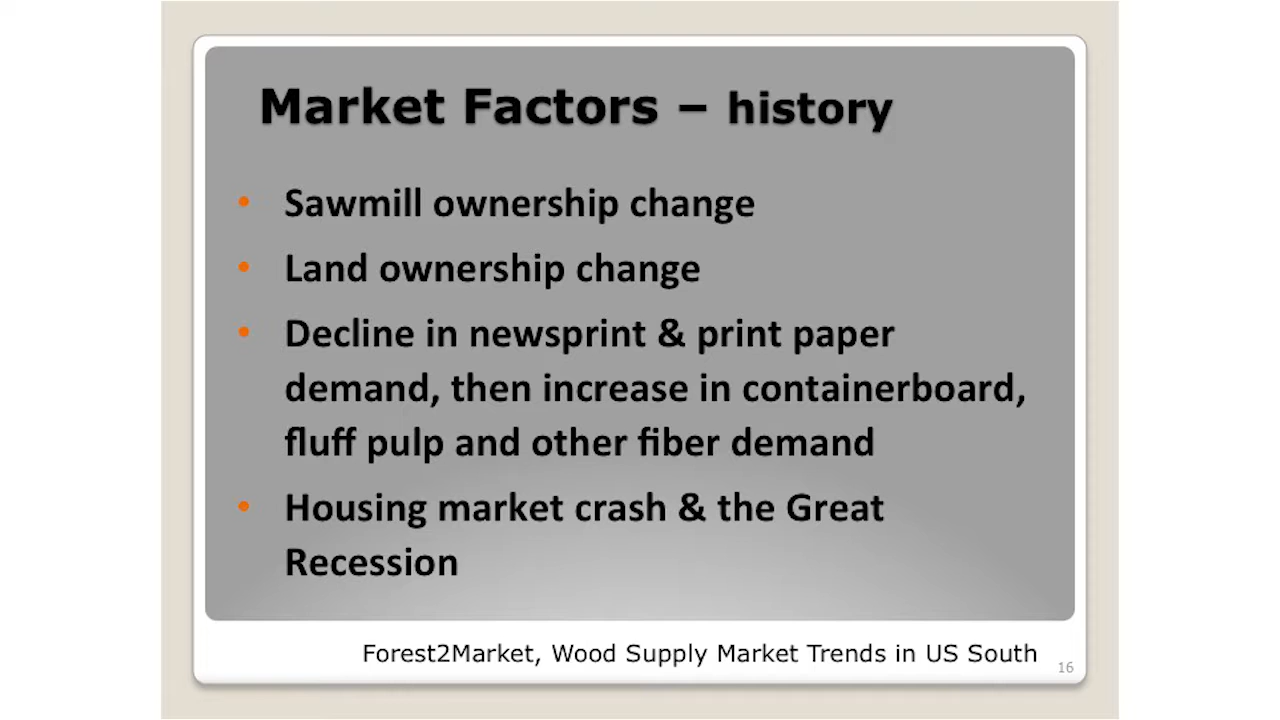 Market Factors – history
• Sawmill ownership change
• Land ownership change
• Decline in newsprint & print paper
demand, then increase in containerboard,
fluff pulp and other fiber demand
• Housing market crash & the Great
Recession
Forest2Market, Wood Supply Market Trends in US South
16